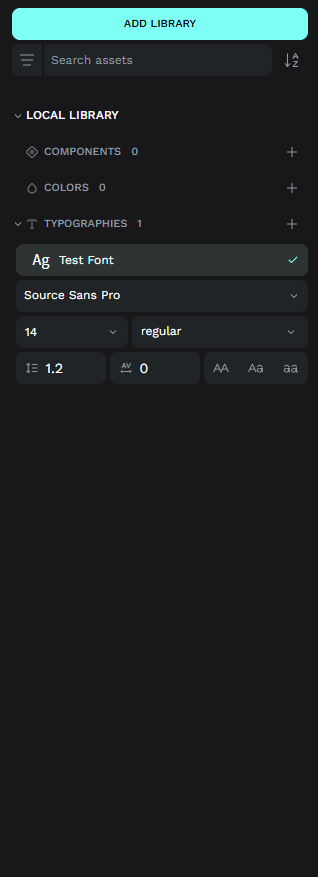 ADD LIBRARY
Search assets
LOCAL LIBRARY
COMPONENTS 0
COLORS 0
TYPOGRAPHIES 1
Ag Test Font
Source Sans Pro
14 regular
1.2 AV 0 AA Aa aa